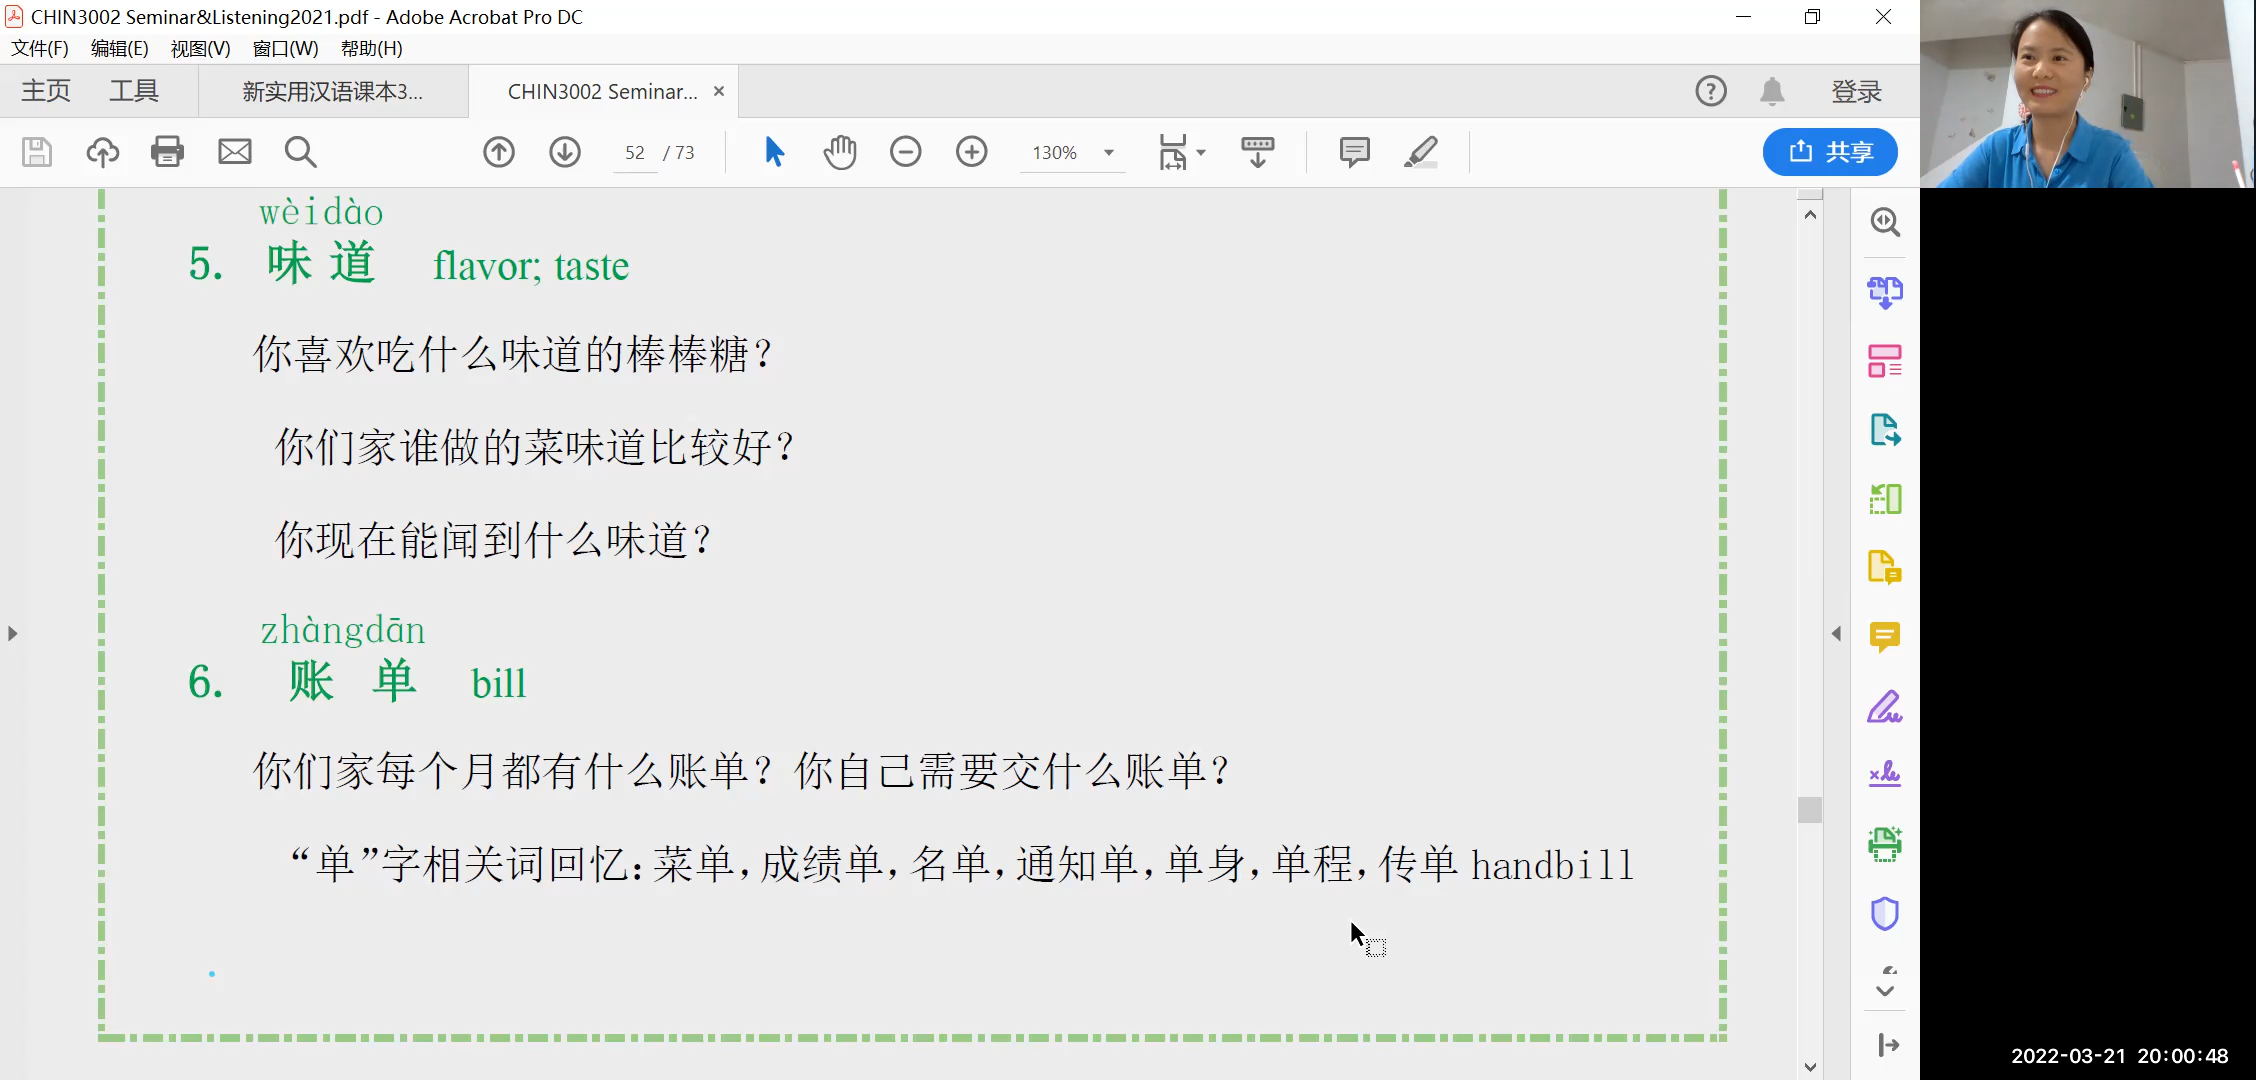 CHIN3002 Seminar&Listening2021.pdf - Adobe Acrobat Pro DC
文件(F) 编辑(E) 视图(V) 窗口(W) 帮助(H)
主页 工具 新实用汉语课本3... CHIN3002 Seminar... × 登录
52 / 73 130% 共享
wèidào
5. 味道 flavor; taste
你喜欢吃什么味道的棒棒糖?
你们家谁做的菜味道比较好?
你现在能闻到什么味道?
zhàngdān
6. 账单 bill
你们家每个月都有什么账单? 你自己需要交什么账单?
“单”字相关词回忆: 菜单, 成绩单, 名单, 通知单, 单身, 单程, 传单 handbill
2022-03-21 20:00:48